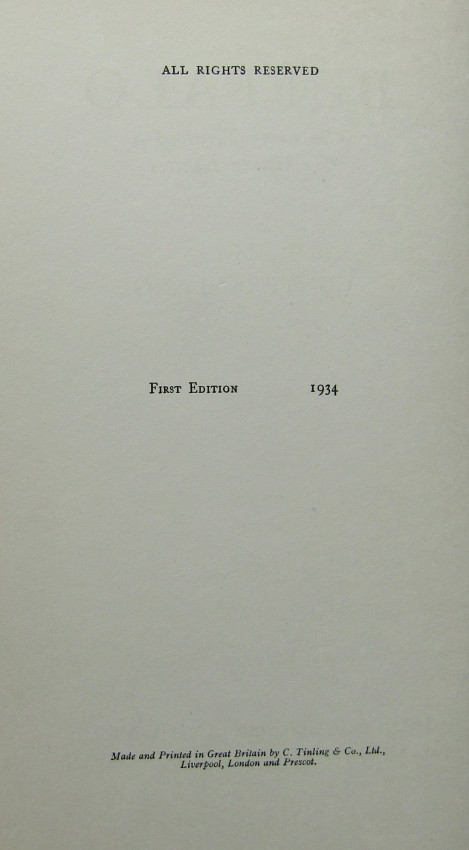 ALL RIGHTS RESERVED
FIRST EDITION 1934
Made and Printed in Great Britain by C. Tinling & Co., Ltd.,
Liverpool, London and Prescot.